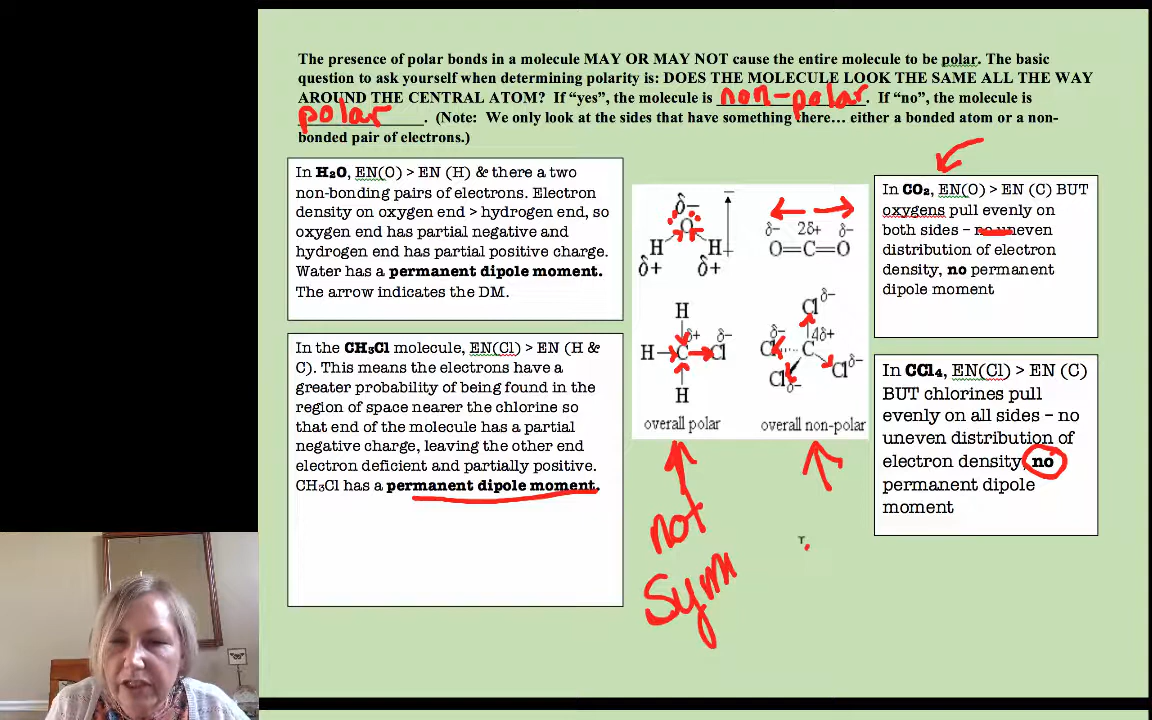 The presence of polar bonds in a molecule MAY OR MAY NOT cause the entire molecule to be polar. The basic
question to ask yourself when determining polarity is: DOES THE MOLECULE LOOK THE SAME ALL THE WAY
AROUND THE CENTRAL ATOM? If “yes”, the molecule is non-polar. If “no”, the molecule is
polar. (Note: We only look at the sides that have something there… either a bonded atom or a non-
bonded pair of electrons.)
In H₂O, EN(O) > EN (H) & there a two
non-bonding pairs of electrons. Electron
density on oxygen end > hydrogen end, so
oxygen end has partial negative and
hydrogen end has partial positive charge.
Water has a permanent dipole moment.
The arrow indicates the DM.
In the CH₃Cl molecule, EN(Cl) > EN (H &
C). This means the electrons have a
greater probability of being found in the
region of space nearer the chlorine so
that end of the molecule has a partial
negative charge, leaving the other end
electron deficient and partially positive.
CH₃Cl has a permanent dipole moment.
δ−
O
H H
δ+ δ+
δ− 2δ+ δ−
O=C=O
H
δ+ δ−
H–C–Cl
H
overall polar
Cl δ−
δ− 4δ+
Cl C
Cl δ− Cl δ−
overall non-polar
not
Symm
In CO₂, EN(O) > EN (C) BUT
oxygens pull evenly on
both sides – no uneven
distribution of electron
density, no permanent
dipole moment
In CCl₄, EN(Cl) > EN (C)
BUT chlorines pull
evenly on all sides – no
uneven distribution of
electron density, no
permanent dipole
moment